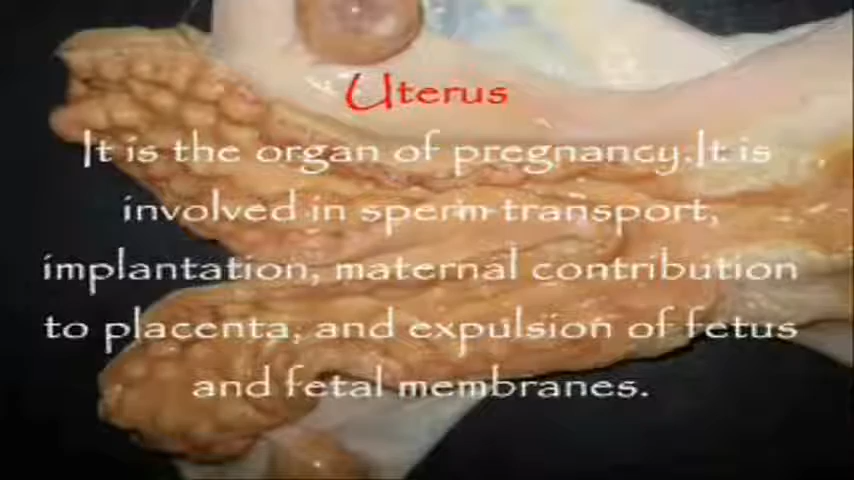 Uterus
It is the organ of pregnancy.It is
involved in sperm transport,
implantation, maternal contribution
to placenta, and expulsion of fetus
and fetal membranes.